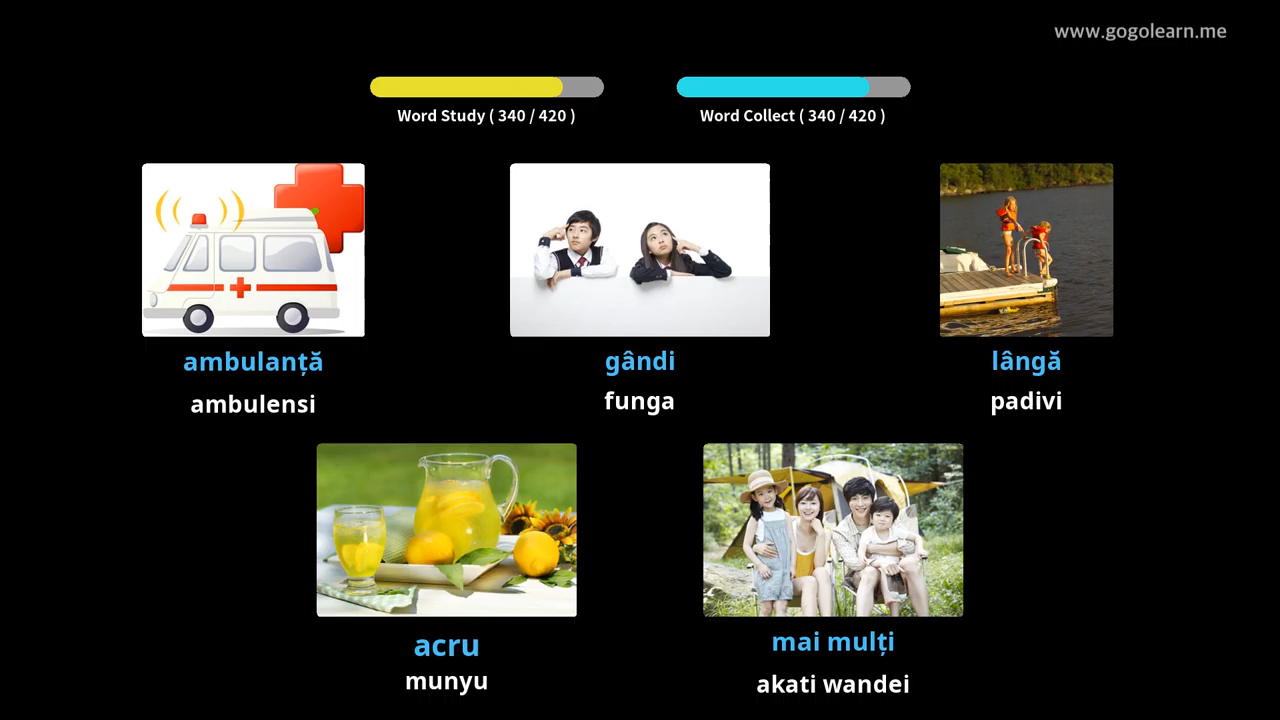 www.gogolearn.me
Word Study ( 340 / 420 )
Word Collect ( 340 / 420 )
ambulanță
ambulensi
gândi
funga
lângă
padivi
acru
munyu
mai mulți
akati wandei